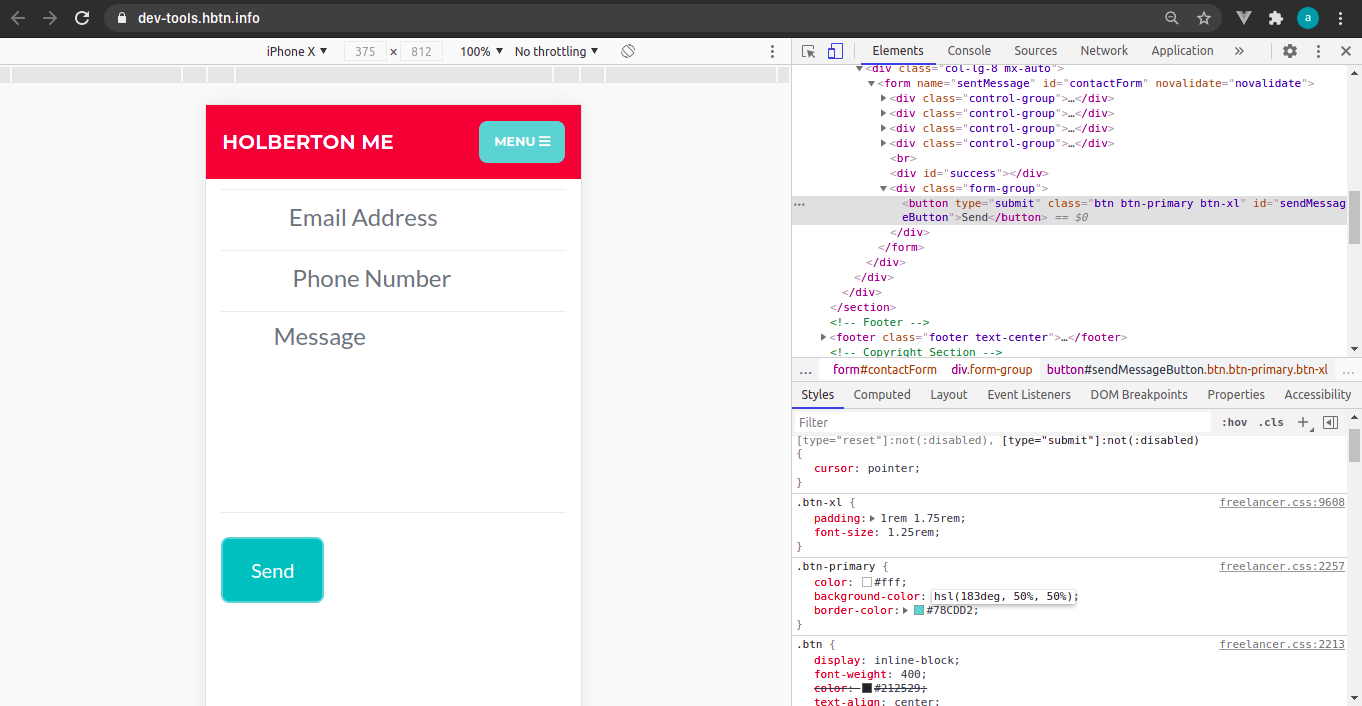 dev-tools.hbtn.info
a
iPhone X ▼ 375 × 812 100% ▼ No throttling ▼
Elements Console Sources Network Application »
HOLBERTON ME
MENU
Email Address
Phone Number
Message
Send
<div class="col-lg-8 mx-auto">
<form name="sentMessage" id="contactForm" novalidate="novalidate">
<div class="control-group">…</div>
<div class="control-group">…</div>
<div class="control-group">…</div>
<div class="control-group">…</div>
<br>
<div id="success"></div>
<div class="form-group">
<button type="submit" class="btn btn-primary btn-xl" id="sendMessag
eButton">Send</button> == $0
</div>
</form>
</div>
</div>
</div>
</section>
<!-- Footer -->
<footer class="footer text-center">…</footer>
<!-- Copyright Section -->
… form#contactForm div.form-group button#sendMessageButton.btn.btn-primary.btn-xl …
Styles Computed Layout Event Listeners DOM Breakpoints Properties Accessibility
Filter :hov .cls +
[type="reset"]:not(:disabled), [type="submit"]:not(:disabled)
{
cursor: pointer;
}
.btn-xl { freelancer.css:9608
padding: 1rem 1.75rem;
font-size: 1.25rem;
}
.btn-primary { freelancer.css:2257
color: #fff;
background-color: hsl(183deg, 50%, 50%);
border-color: #78CDD2;
}
.btn { freelancer.css:2213
display: inline-block;
font-weight: 400;
color: #212529;
text-align: center;